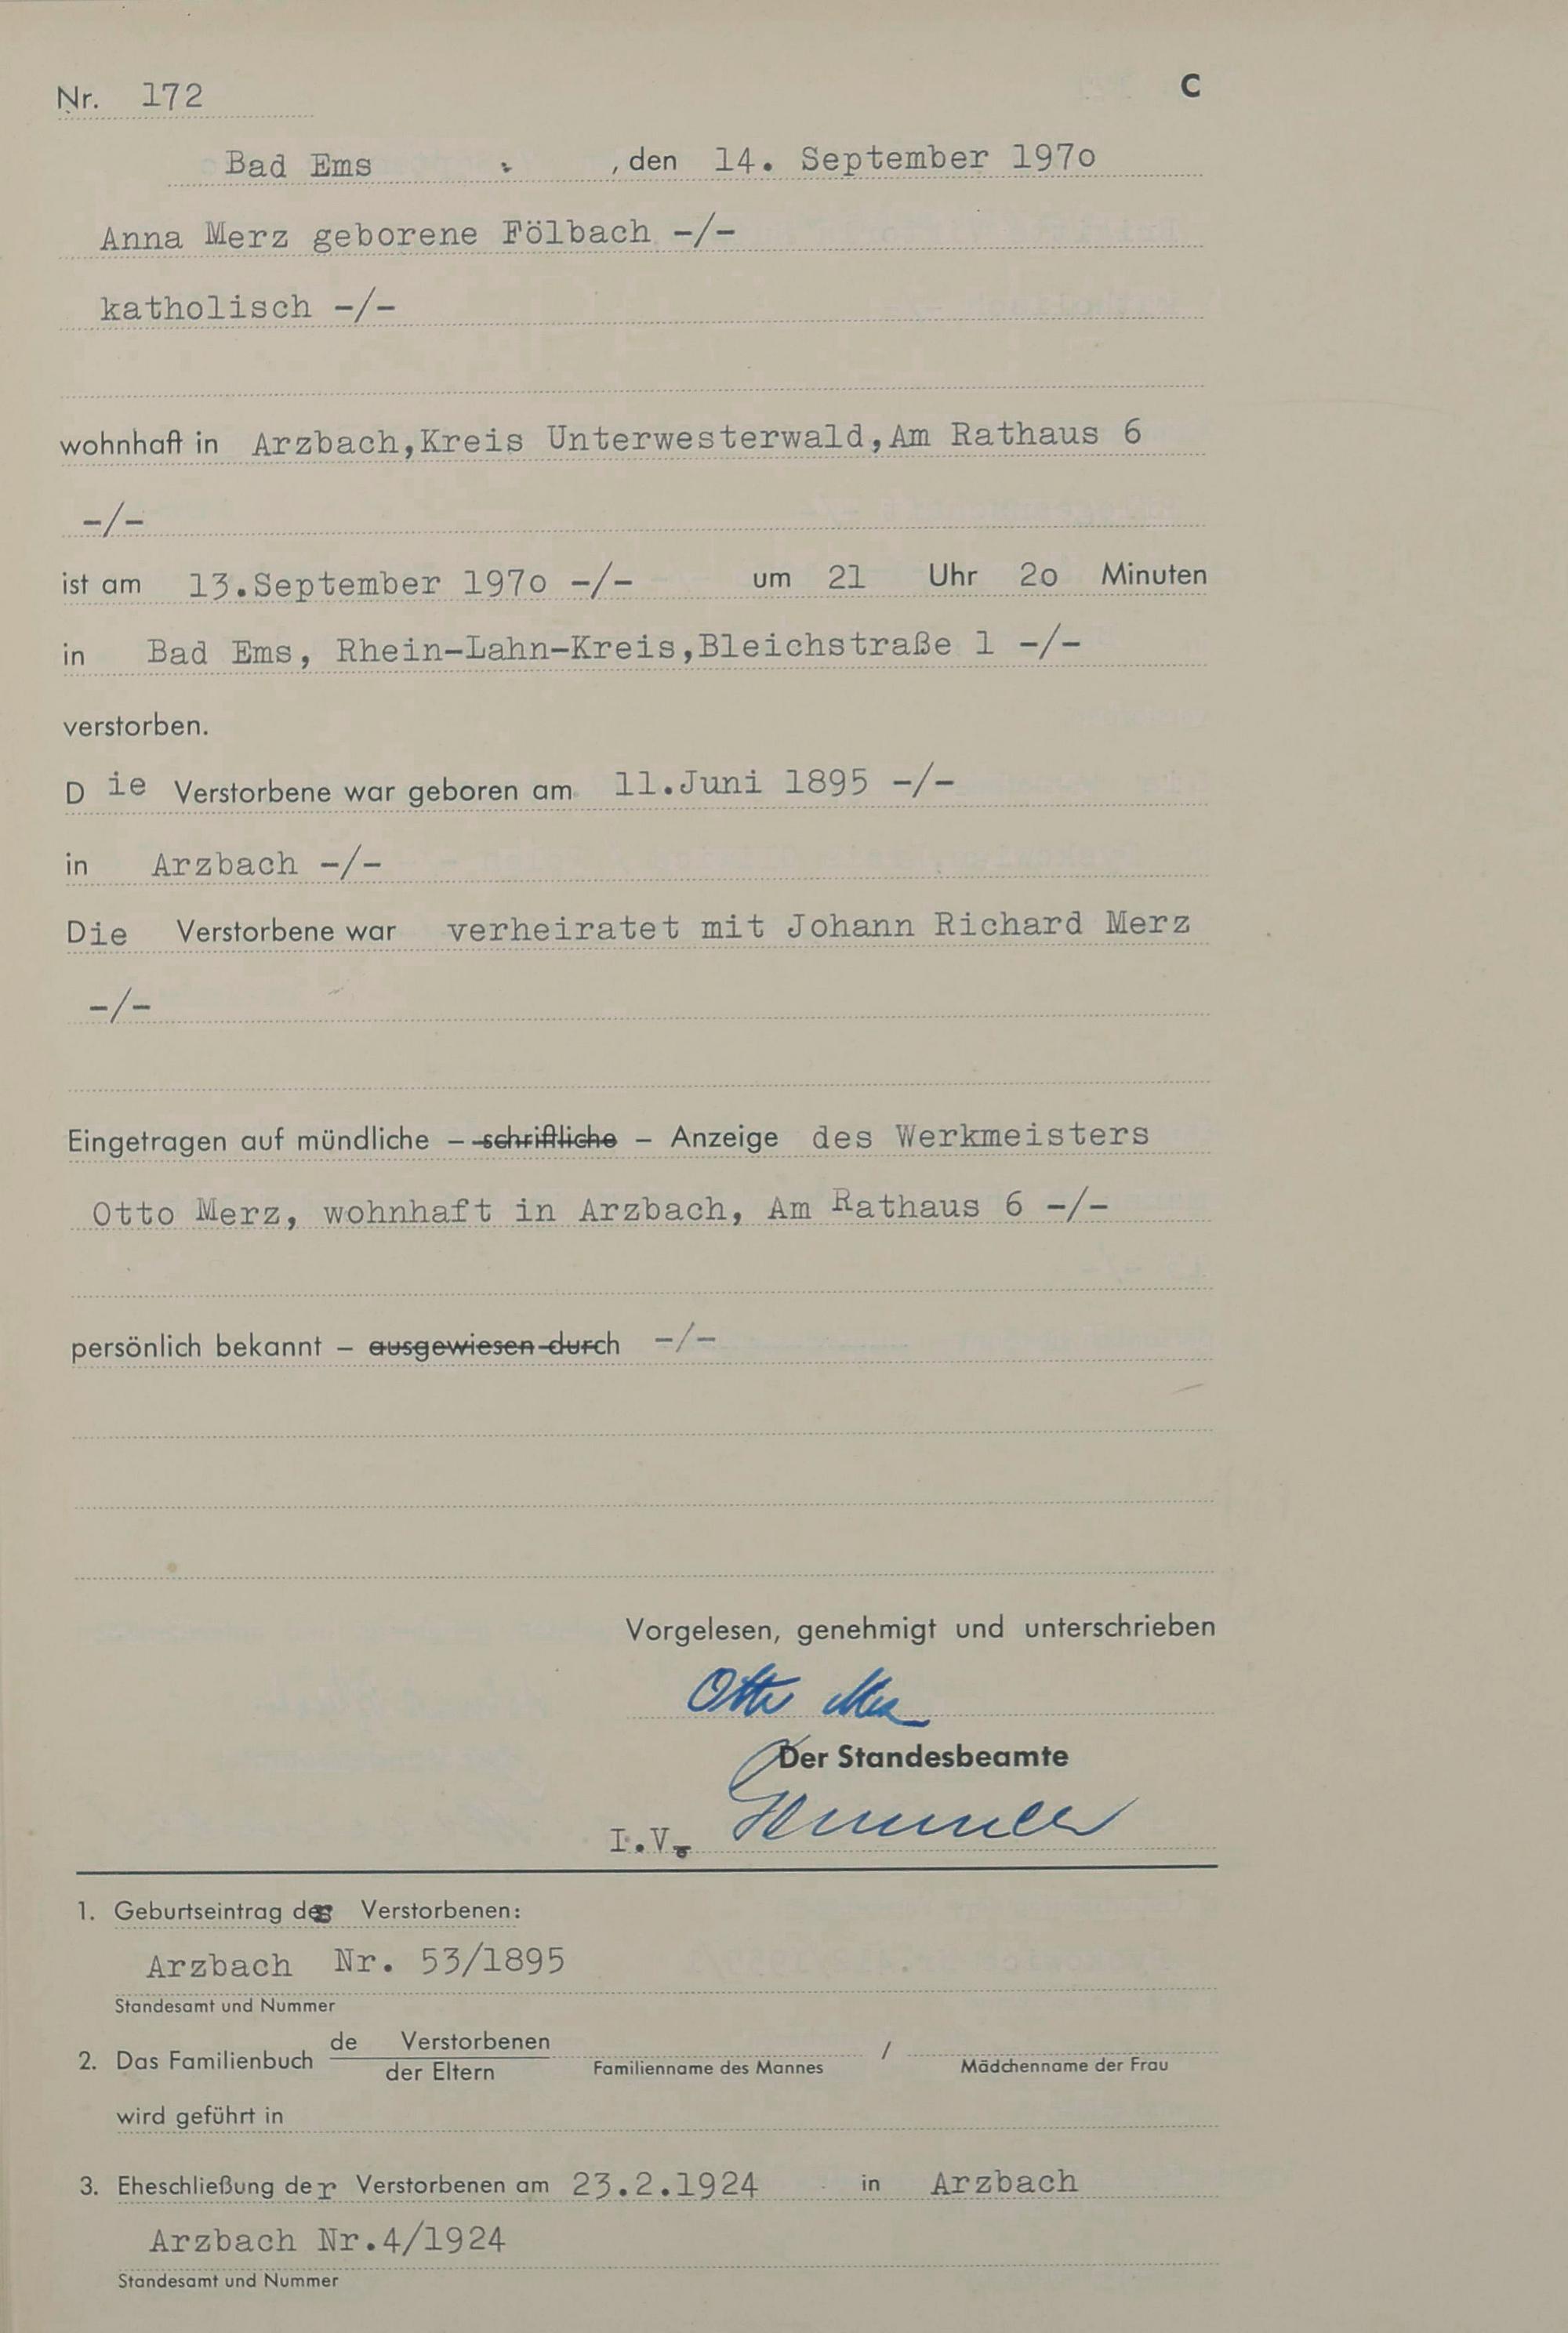 Nr. 172
C
Bad Ems , den 14. September 1970
Anna Merz geborene Fölbach -/-
katholisch -/-
wohnhaft in Arzbach, Kreis Unterwesterwald, Am Rathaus 6
-/-
ist am 13. September 1970 -/- um 21 Uhr 20 Minuten
in Bad Ems, Rhein-Lahn-Kreis, Bleichstraße 1 -/-
verstorben.
Die Verstorbene war geboren am 11. Juni 1895 -/-
in Arzbach -/-
Die Verstorbene war verheiratet mit Johann Richard Merz
-/-
Eingetragen auf mündliche – schriftliche – Anzeige des Werkmeisters
Otto Merz, wohnhaft in Arzbach, Am Rathaus 6 -/-
persönlich bekannt – ausgewiesen durch -/-
Vorgelesen, genehmigt und unterschrieben
Otto Merz
Der Standesbeamte
I.V.
1. Geburtseintrag der Verstorbenen:
Arzbach Nr. 53/1895
Standesamt und Nummer
2. Das Familienbuch de Verstorbenen / 
der Eltern Familienname des Mannes Mädchenname der Frau
wird geführt in
3. Eheschließung der Verstorbenen am 23.2.1924 in Arzbach
Arzbach Nr. 4/1924
Standesamt und Nummer